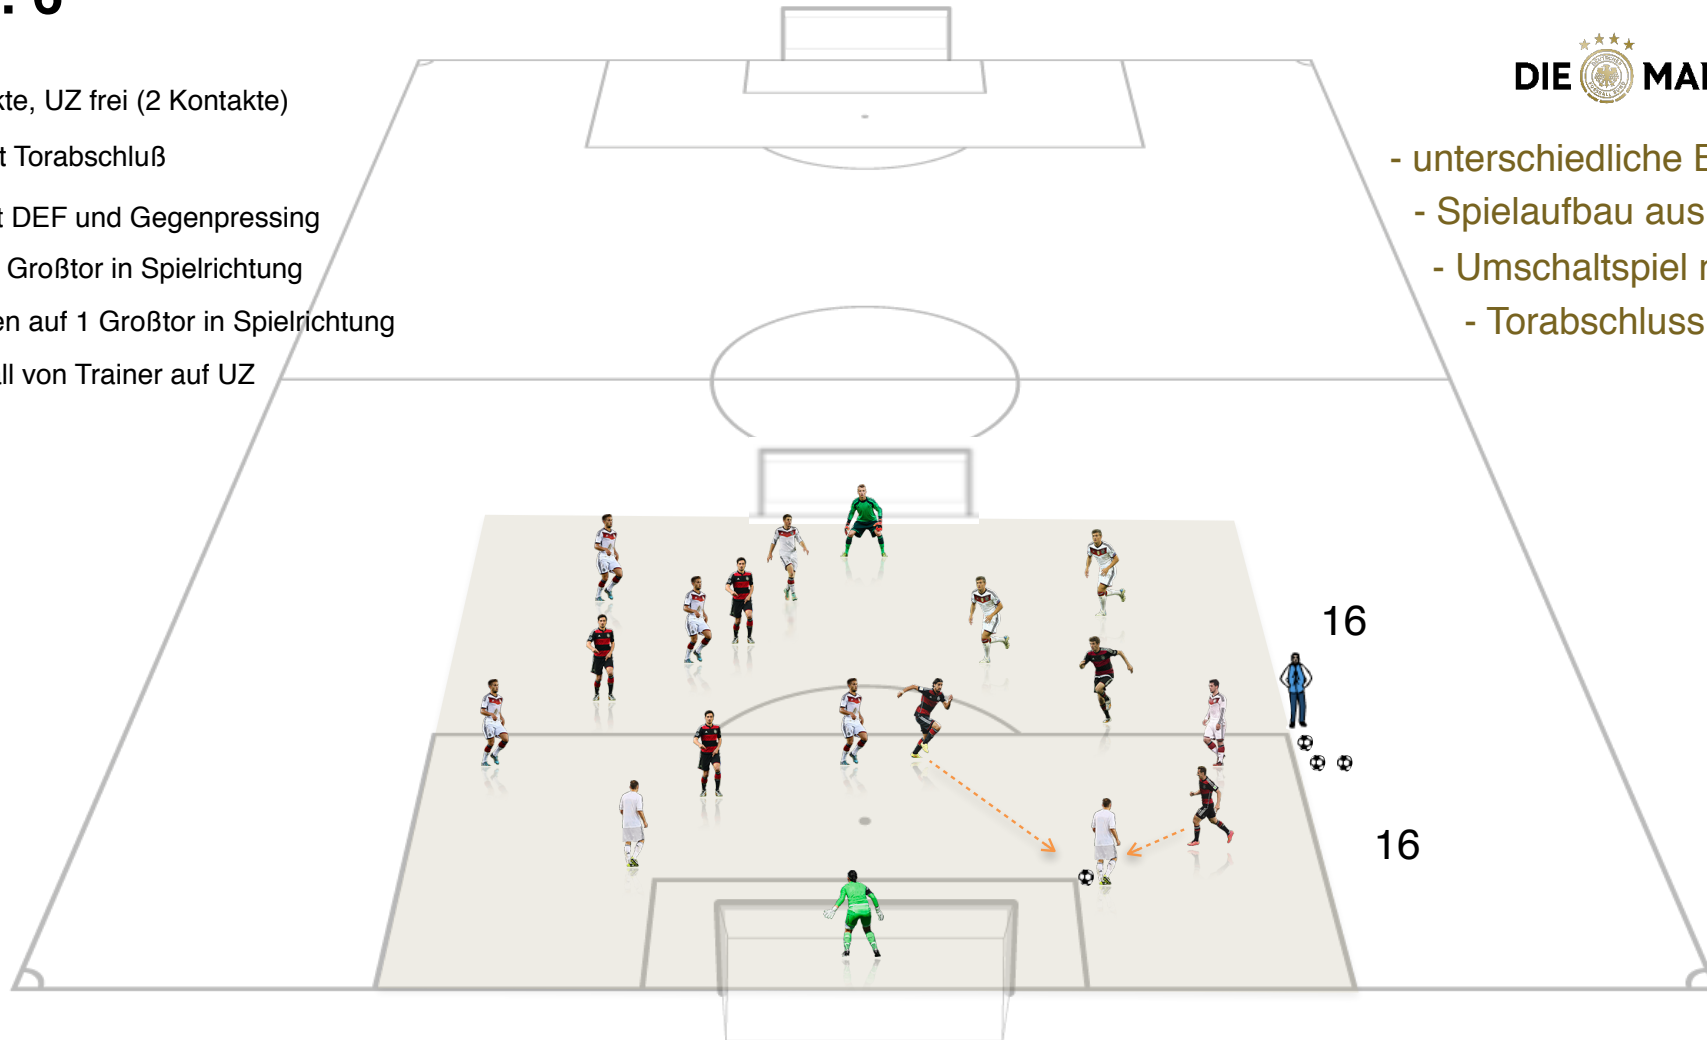 : 6
kte, UZ frei (2 Kontakte)
t Torabschluß
t DEF und Gegenpressing
Großtor in Spielrichtung
en auf 1 Großtor in Spielrichtung
all von Trainer auf UZ
DIE MA
- unterschiedliche E
- Spielaufbau aus
- Umschaltspiel
- Torabschluss
16
16